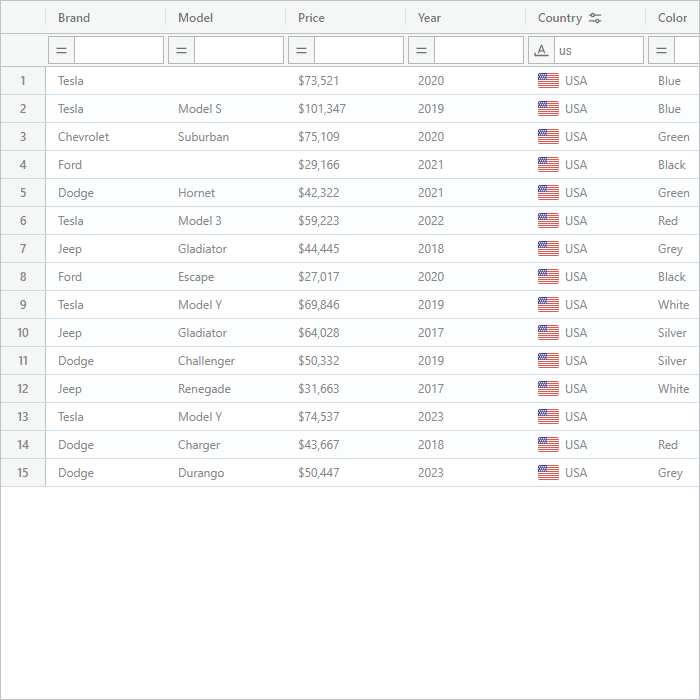 Brand Model Price Year Country Color
= = = = A us =
1 Tesla $73,521 2020 USA Blue
2 Tesla Model S $101,347 2019 USA Blue
3 Chevrolet Suburban $75,109 2020 USA Green
4 Ford $29,166 2021 USA Black
5 Dodge Hornet $42,322 2021 USA Green
6 Tesla Model 3 $59,223 2022 USA Red
7 Jeep Gladiator $44,445 2018 USA Grey
8 Ford Escape $27,017 2020 USA Black
9 Tesla Model Y $69,846 2019 USA White
10 Jeep Gladiator $64,028 2017 USA Silver
11 Dodge Challenger $50,332 2019 USA Silver
12 Jeep Renegade $31,663 2017 USA White
13 Tesla Model Y $74,537 2023 USA
14 Dodge Charger $43,667 2018 USA Red
15 Dodge Durango $50,447 2023 USA Grey